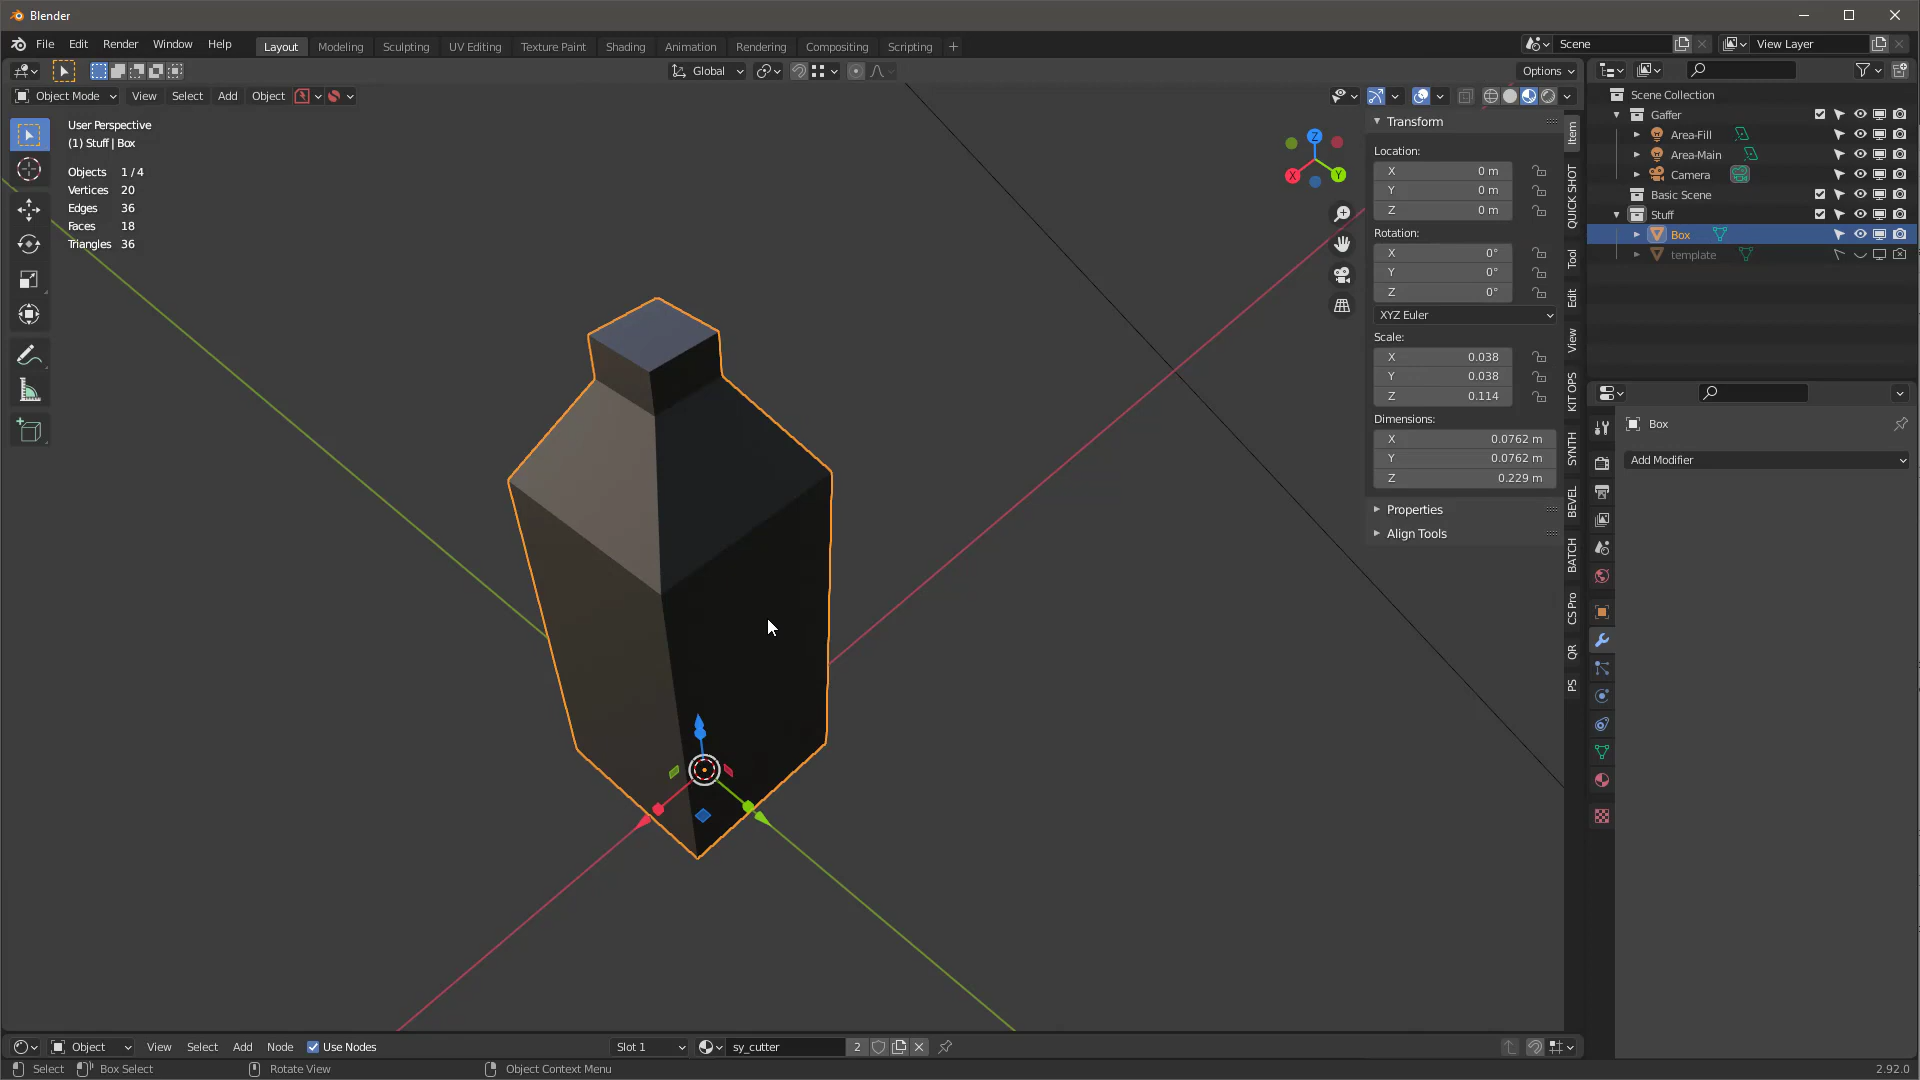 Blender
File Edit Render Window Help
Layout Modeling Sculpting UV Editing Texture Paint Shading Animation Rendering Compositing Scripting +
Scene
View Layer
Global
Options
Object Mode View Select Add Object
User Perspective
(1) Stuff | Box
Objects 1 / 4
Vertices 20
Edges 36
Faces 18
Triangles 36
Z
X
Y
Transform
Location:
X 0 m
Y 0 m
Z 0 m
Rotation:
X 0°
Y 0°
Z 0°
XYZ Euler
Scale:
X 0.038
Y 0.038
Z 0.114
Dimensions:
X 0.0762 m
Y 0.0762 m
Z 0.229 m
Properties
Align Tools
Item
QUICK SHOT
Tool
Edit
View
KIT OPS
SYNTH
BEVEL
BATCH
CS Pro
QR
PS
Scene Collection
Gaffer
Area-Fill
Area-Main
Camera
Basic Scene
Stuff
Box
template
Box
Add Modifier
Object View Select Add Node Use Nodes
Slot 1
sy_cutter 2
Select Box Select Rotate View Object Context Menu
2.92.0